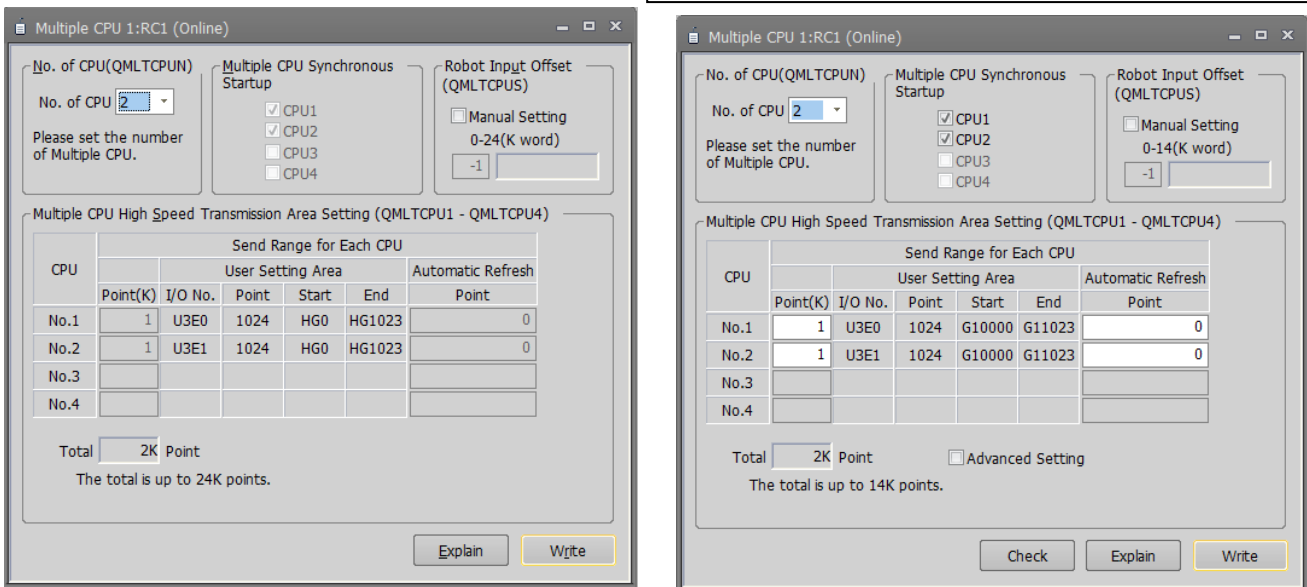 Multiple CPU 1:RC1 (Online)
No. of CPU(QMLTCPUN)
No. of CPU 2
Please set the number
of Multiple CPU.
Multiple CPU Synchronous
Startup
CPU1
CPU2
CPU3
CPU4
Robot Input Offset
(QMLTCPUS)
Manual Setting
0-24(K word)
-1
Multiple CPU High Speed Transmission Area Setting (QMLTCPU1 - QMLTCPU4)
Send Range for Each CPU
CPU User Setting Area Automatic Refresh
Point(K) I/O No. Point Start End Point
No.1 1 U3E0 1024 HG0 HG1023 0
No.2 1 U3E1 1024 HG0 HG1023 0
No.3
No.4
Total 2K Point
The total is up to 24K points.
Explain Write
Multiple CPU 1:RC1 (Online)
No. of CPU(QMLTCPUN)
No. of CPU 2
Please set the number
of Multiple CPU.
Multiple CPU Synchronous
Startup
CPU1
CPU2
CPU3
CPU4
Robot Input Offset
(QMLTCPUS)
Manual Setting
0-14(K word)
-1
Multiple CPU High Speed Transmission Area Setting (QMLTCPU1 - QMLTCPU4)
Send Range for Each CPU
CPU User Setting Area Automatic Refresh
Point(K) I/O No. Point Start End Point
No.1 1 U3E0 1024 G10000 G11023 0
No.2 1 U3E1 1024 G10000 G11023 0
No.3
No.4
Total 2K Point Advanced Setting
The total is up to 14K points.
Check Explain Write